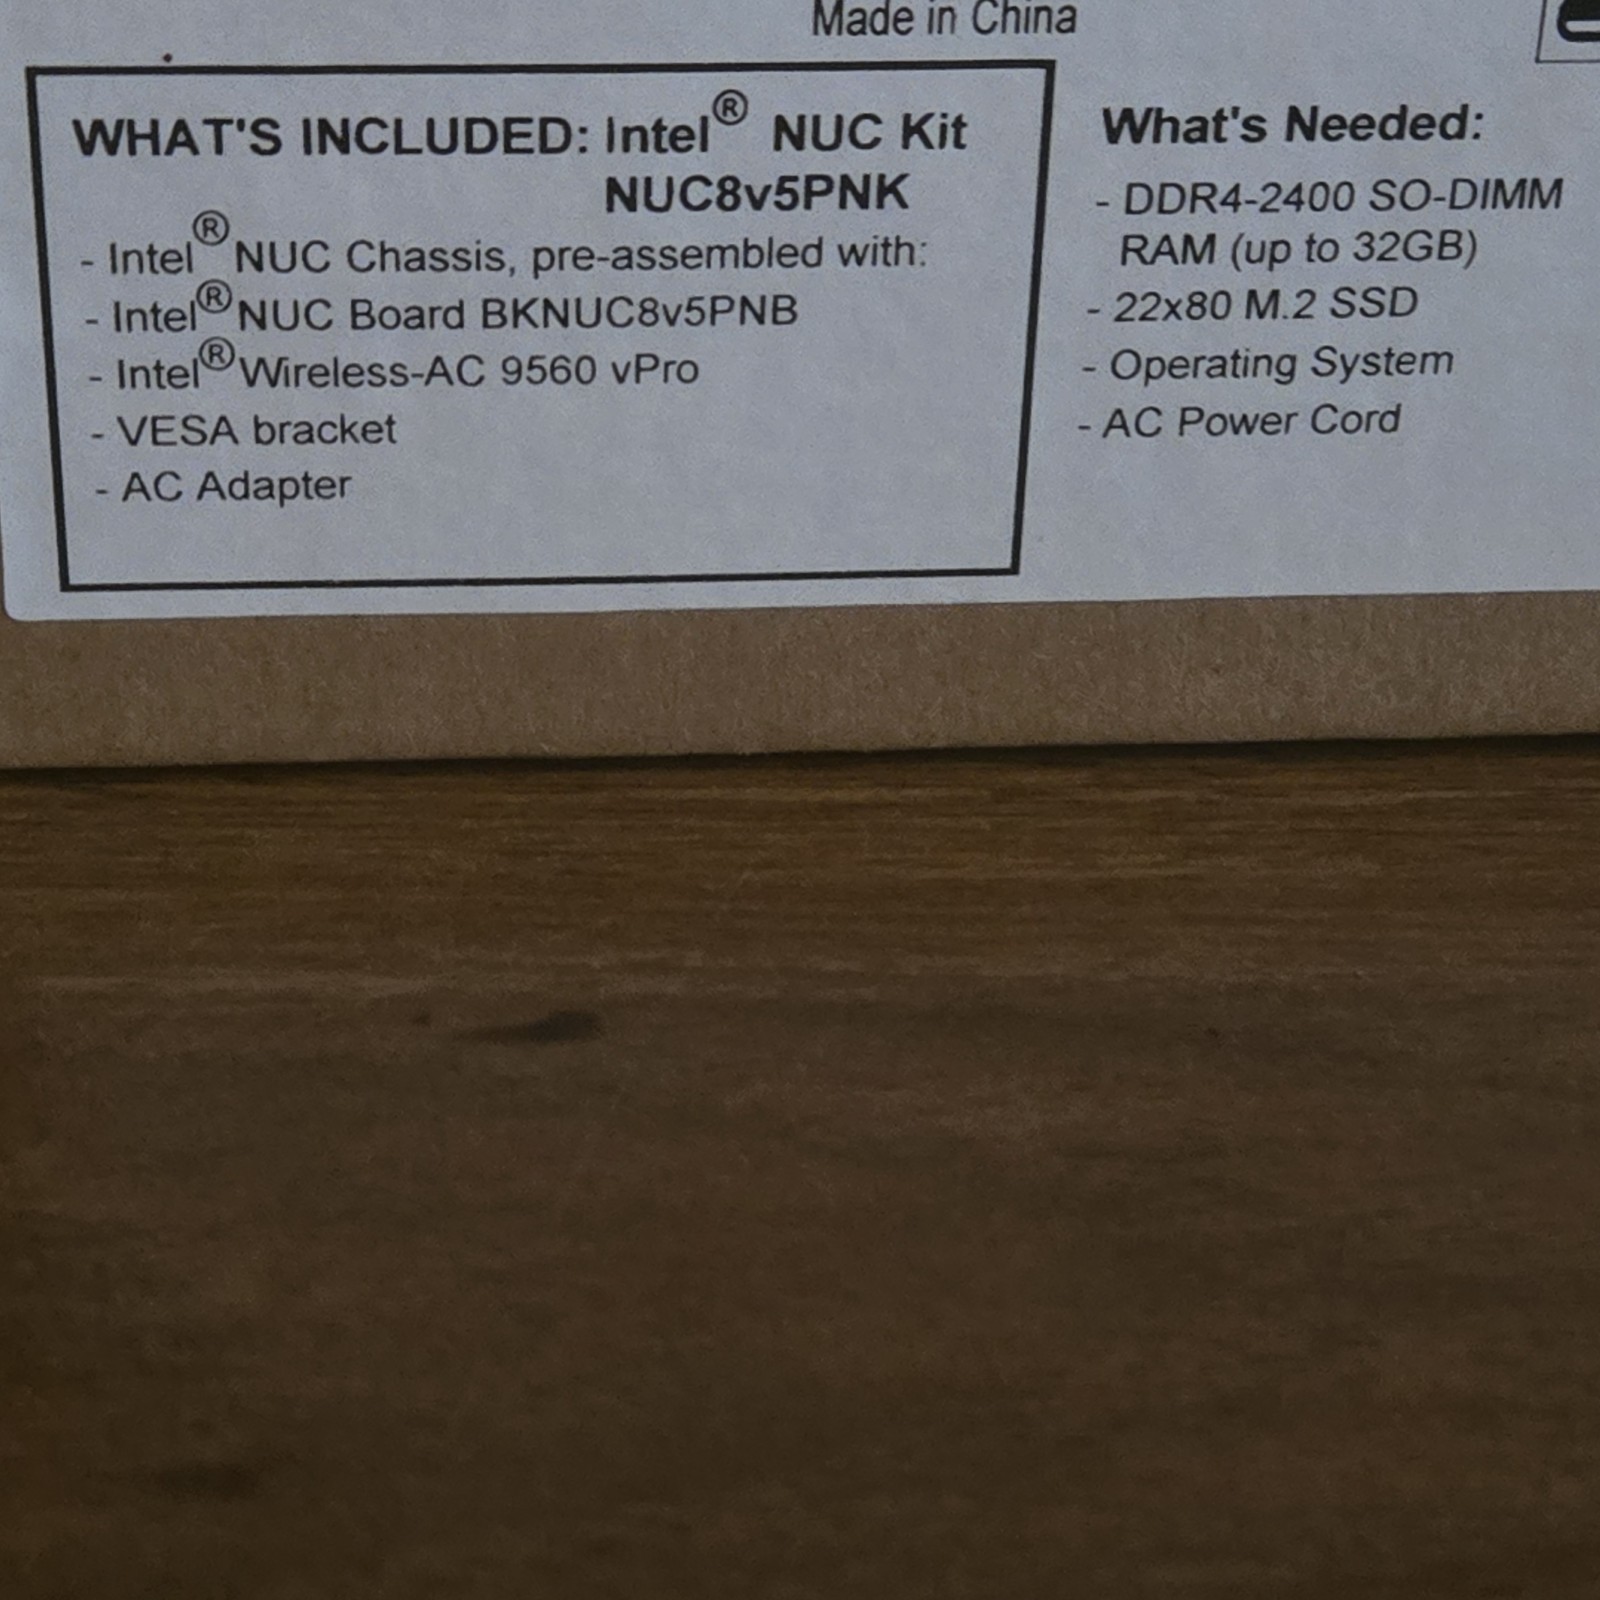 Made in China
WHAT'S INCLUDED: Intel® NUC Kit
NUC8v5PNK
- Intel® NUC Chassis, pre-assembled with:
- Intel® NUC Board BKNUC8v5PNB
- Intel® Wireless-AC 9560 vPro
- VESA bracket
- AC Adapter
What's Needed:
- DDR4-2400 SO-DIMM
RAM (up to 32GB)
- 22x80 M.2 SSD
- Operating System
- AC Power Cord